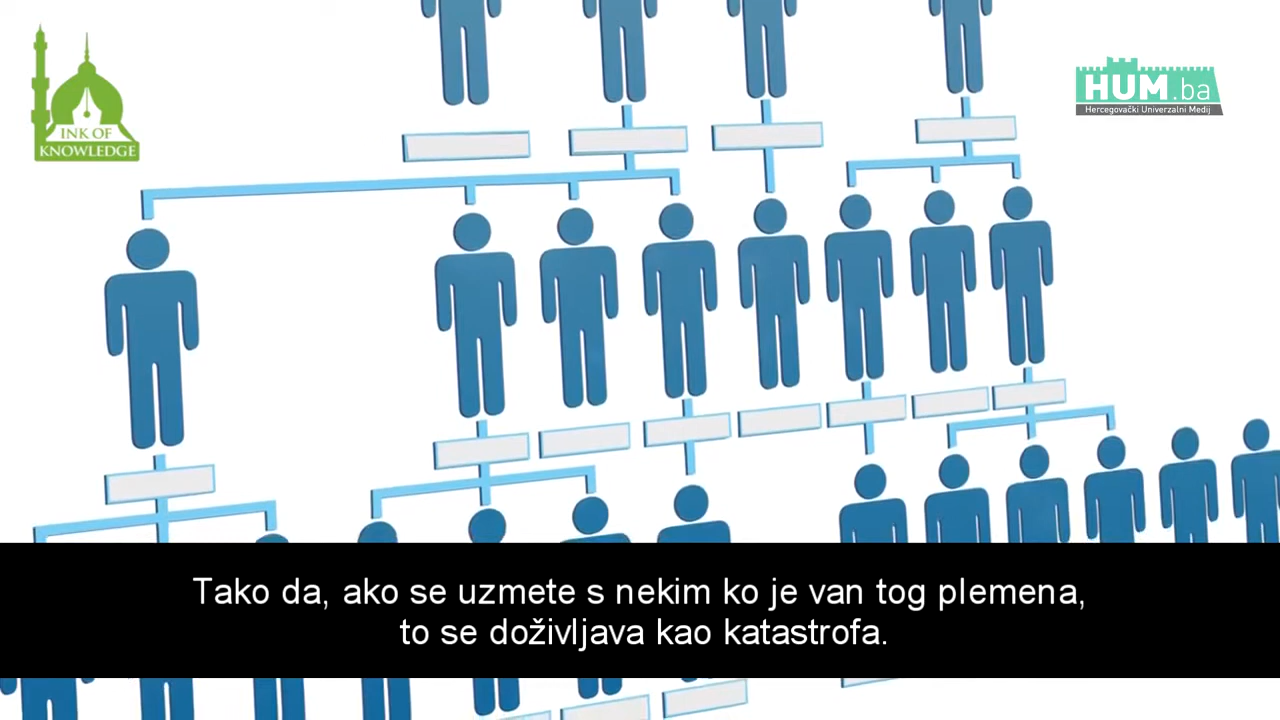 INK OF
KNOWLEDGE
HUM.ba
Hercegovački Univerzalni Medij
Tako da, ako se uzmete s nekim ko je van tog plemena,
to se doživljava kao katastrofa.